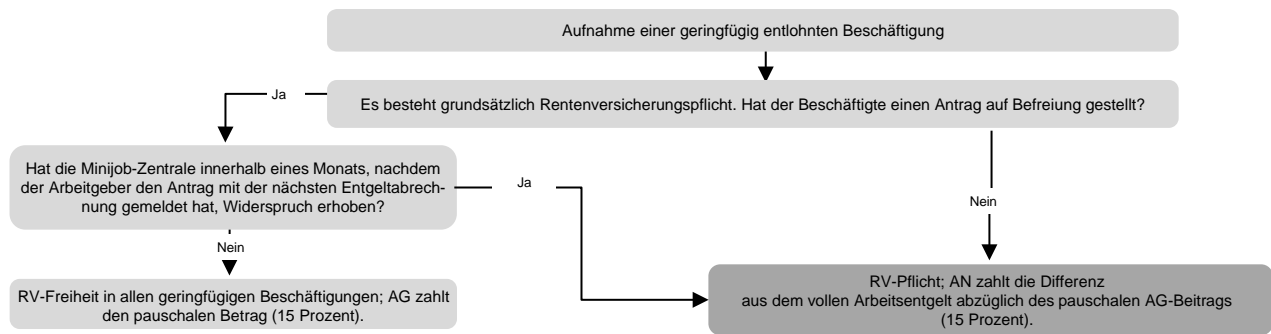 Aufnahme einer geringfügig entlohnten Beschäftigung
Ja
Es besteht grundsätzlich Rentenversicherungspflicht. Hat der Beschäftigte einen Antrag auf Befreiung gestellt?
Hat die Minijob-Zentrale innerhalb eines Monats, nachdem
der Arbeitgeber den Antrag mit der nächsten Entgeltabrech-
nung gemeldet hat, Widerspruch erhoben?
Ja
Nein
Nein
RV-Freiheit in allen geringfügigen Beschäftigungen; AG zahlt
den pauschalen Betrag (15 Prozent).
RV-Pflicht; AN zahlt die Differenz
aus dem vollen Arbeitsentgelt abzüglich des pauschalen AG-Beitrags
(15 Prozent).